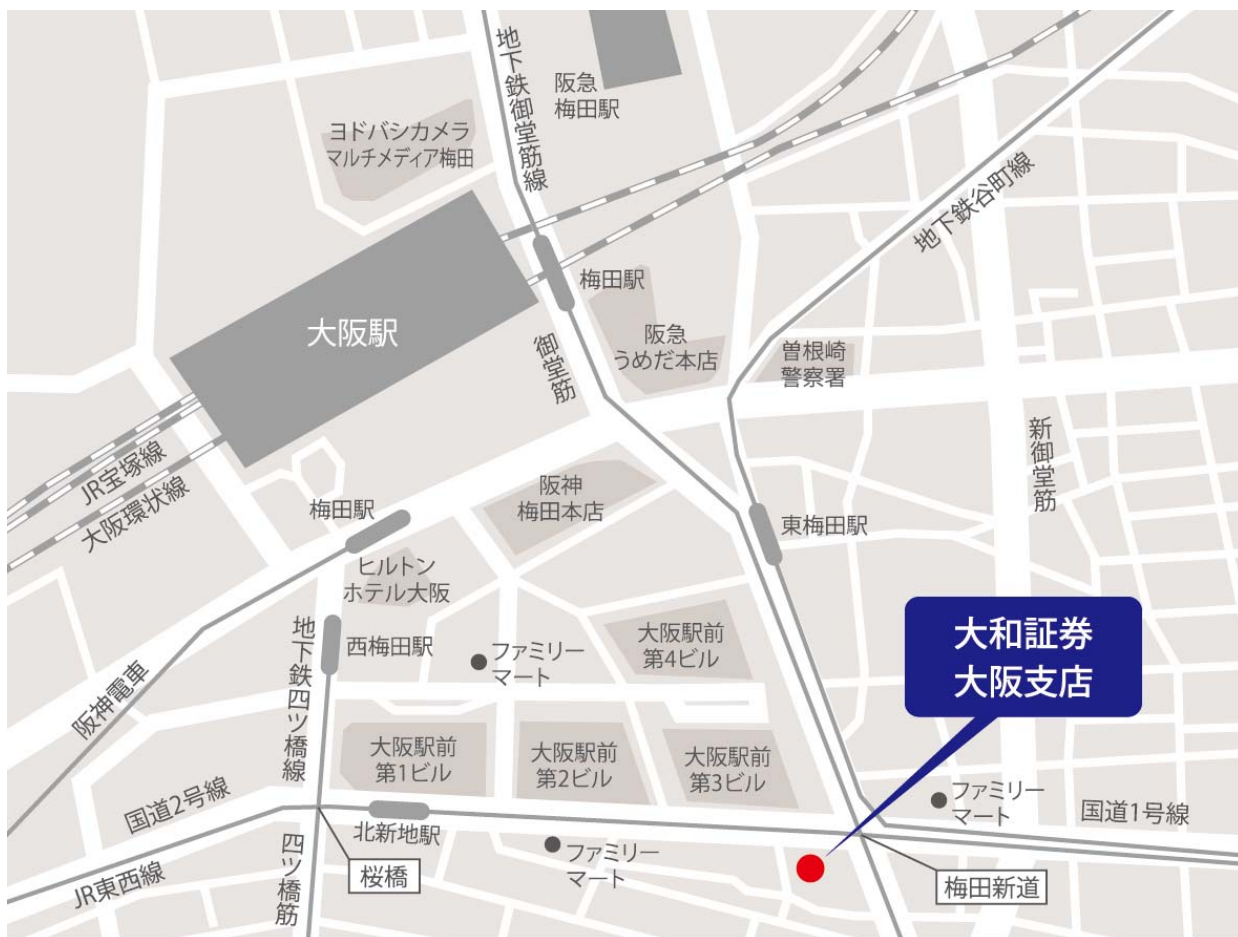 地下鉄御堂筋線
阪急
梅田駅
ヨドバシカメラ
マルチメディア梅田
地下鉄谷町線
梅田駅
大阪駅
阪急
うめだ本店
曽根崎
警察署
御堂筋
新御堂筋
JR宝塚線
大阪環状線
阪神
梅田本店
梅田駅
東梅田駅
ヒルトン
ホテル大阪
大和証券
大阪支店
地下鉄四ツ橋線
西梅田駅
ファミリー
マート
大阪駅前
第4ビル
阪神電車
大阪駅前
第1ビル
大阪駅前
第2ビル
大阪駅前
第3ビル
国道2号線
ファミリー
マート
国道1号線
北新地駅
ファミリー
マート
四ツ橋筋
桜橋
JR東西線
梅田新道